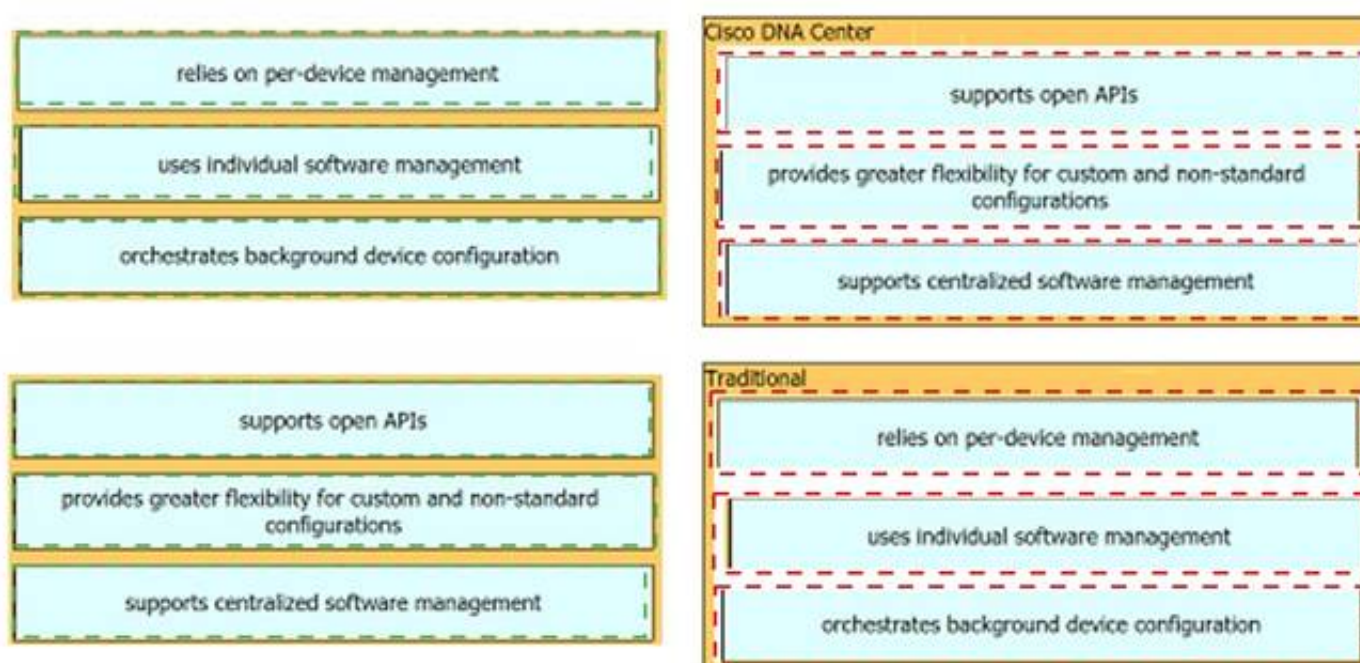 relies on per-device management
uses individual software management
orchestrates background device configuration
supports open APIs
provides greater flexibility for custom and non-standard
configurations
supports centralized software management
Cisco DNA Center
supports open APIs
provides greater flexibility for custom and non-standard
configurations
supports centralized software management
Traditional
relies on per-device management
uses individual software management
orchestrates background device configuration